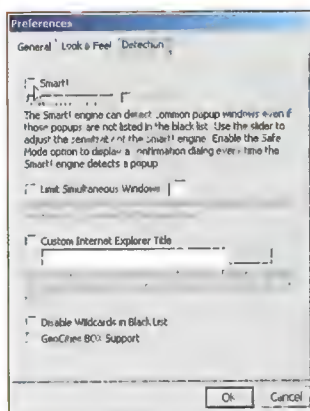 Preferences
General Look & Feel Detection
Smart!
The Smart! engine can detect common popup windows even if
those popups are not listed in the black list. Use the slider to
adjust the sensitivity of the smart! engine. Enable the Safe
Mode option to display a confirmation dialog every time the
Smart! engine detects a popup
Limit Simultaneous Windows
Custom Internet Explorer Title
Disable Wildcards in Black List
GeoCities BOX Support
Ok Cancel